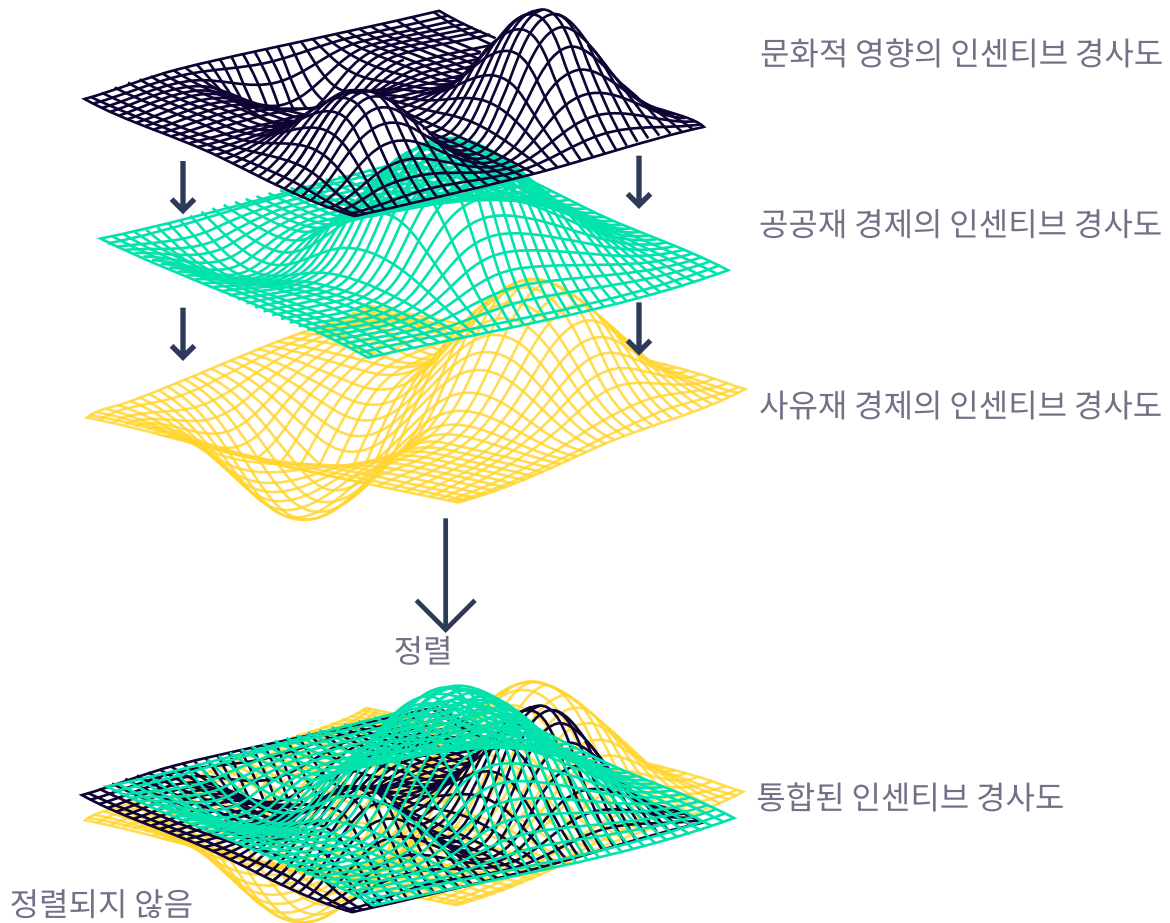 문화적 영향의 인센티브 경사도
공공재 경제의 인센티브 경사도
사유재 경제의 인센티브 경사도
정렬
통합된 인센티브 경사도
정렬되지 않음